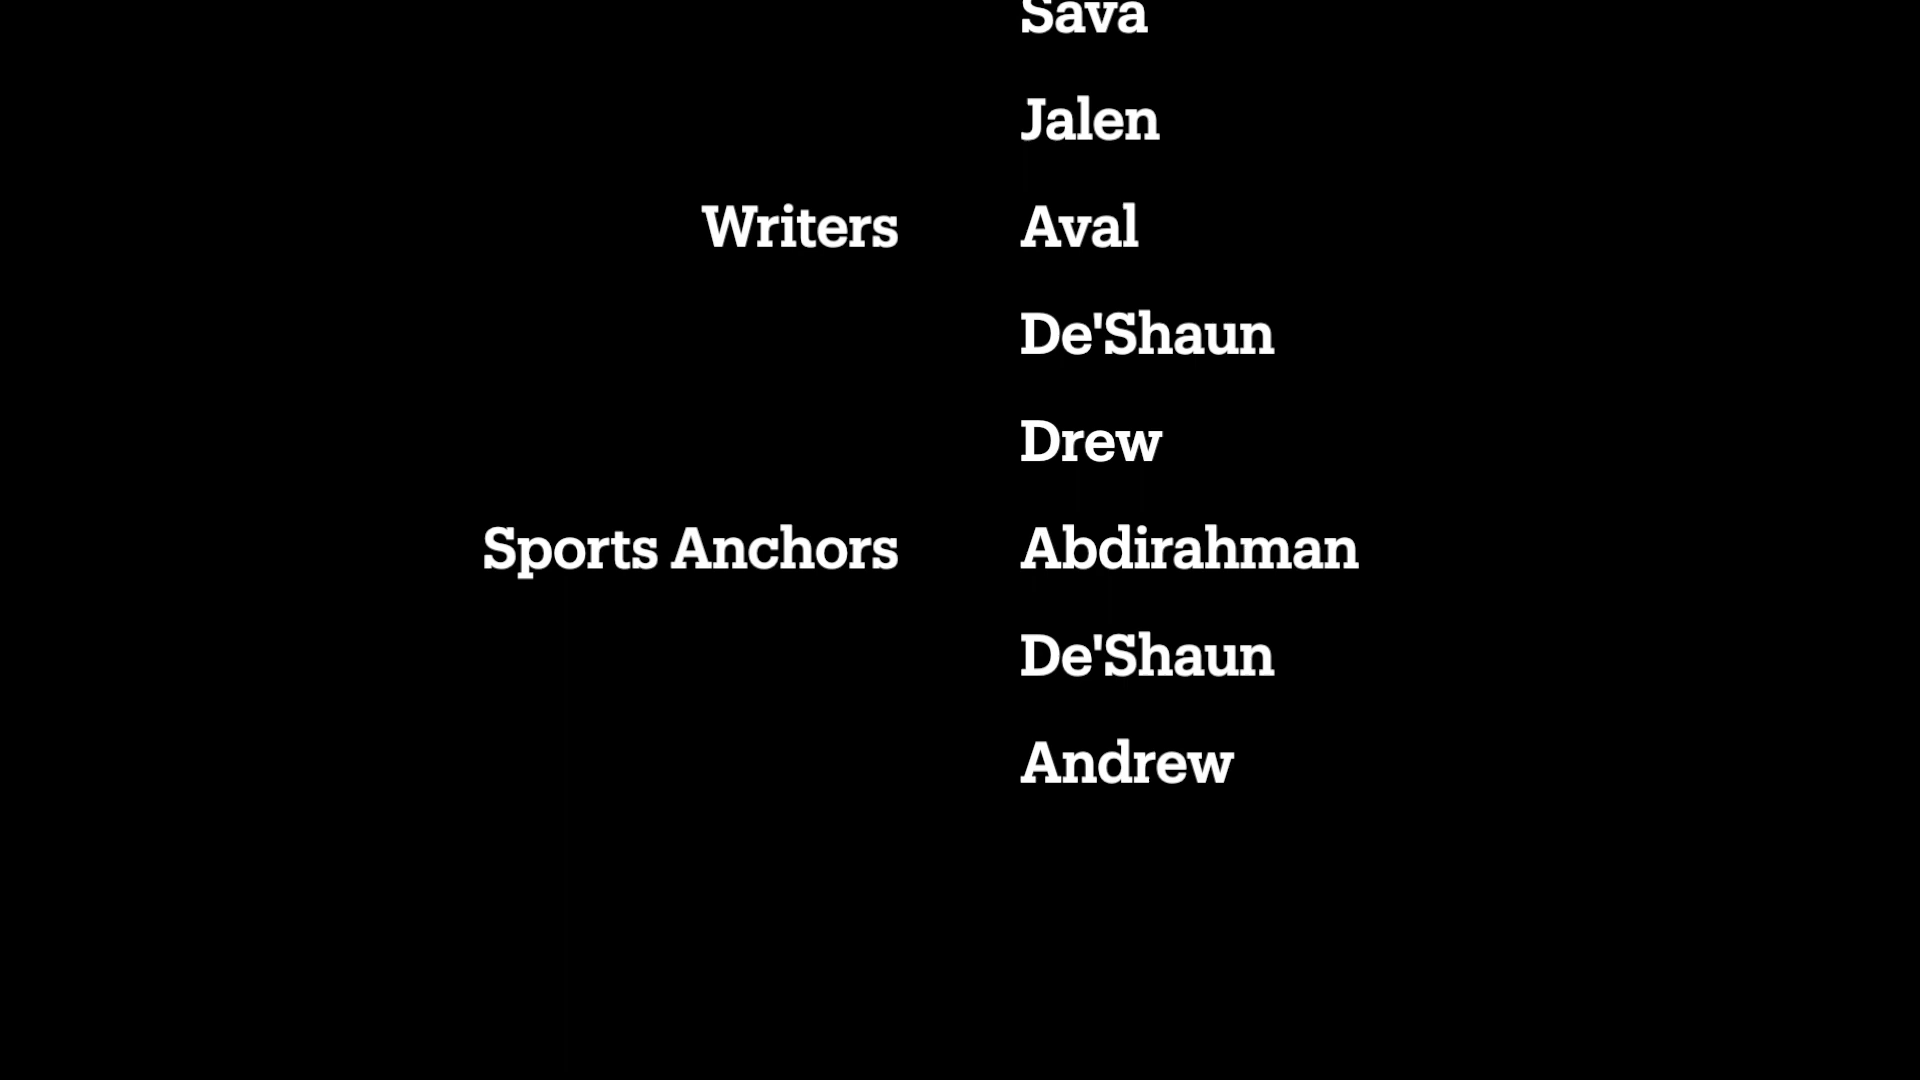 Sava
Jalen
Writers Aval
De'Shaun
Drew
Sports Anchors Abdirahman
De'Shaun
Andrew